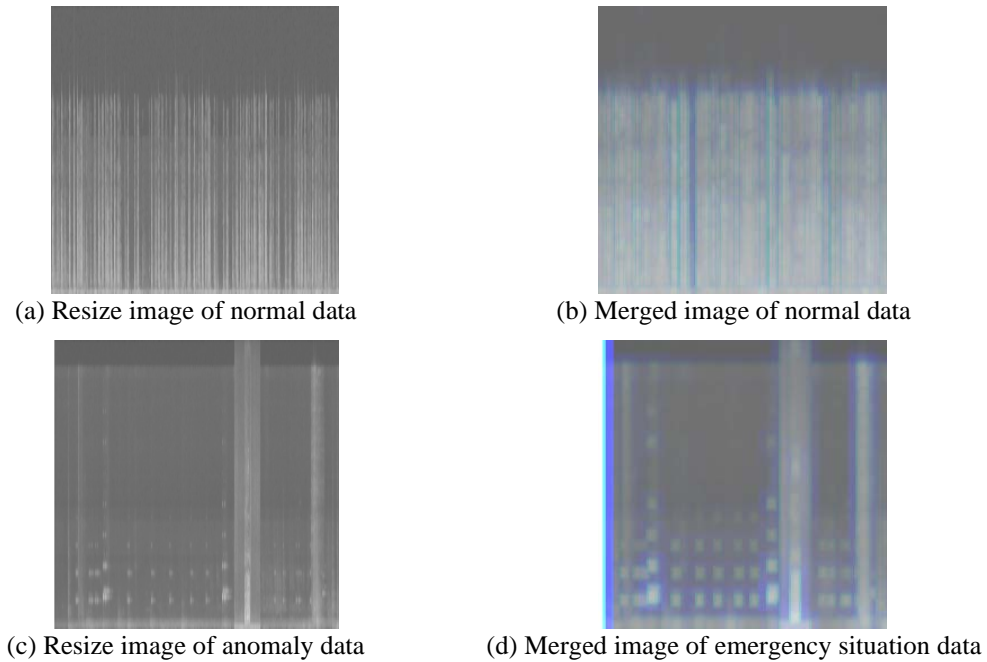 (a) Resize image of normal data
(b) Merged image of normal data
(c) Resize image of anomaly data
(d) Merged image of emergency situation data